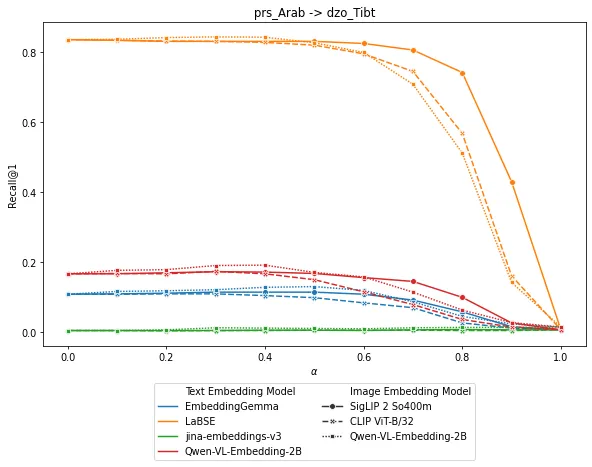 prs_Arab -> dzo_Tibt
Recall@1
0.8
0.6
0.4
0.2
0.0
0.0 0.2 0.4 0.6 0.8 1.0
α
Text Embedding Model Image Embedding Model
EmbeddingGemma SigLIP 2 So400m
LaBSE CLIP ViT-B/32
jina-embeddings-v3 Qwen-VL-Embedding-2B
Qwen-VL-Embedding-2B